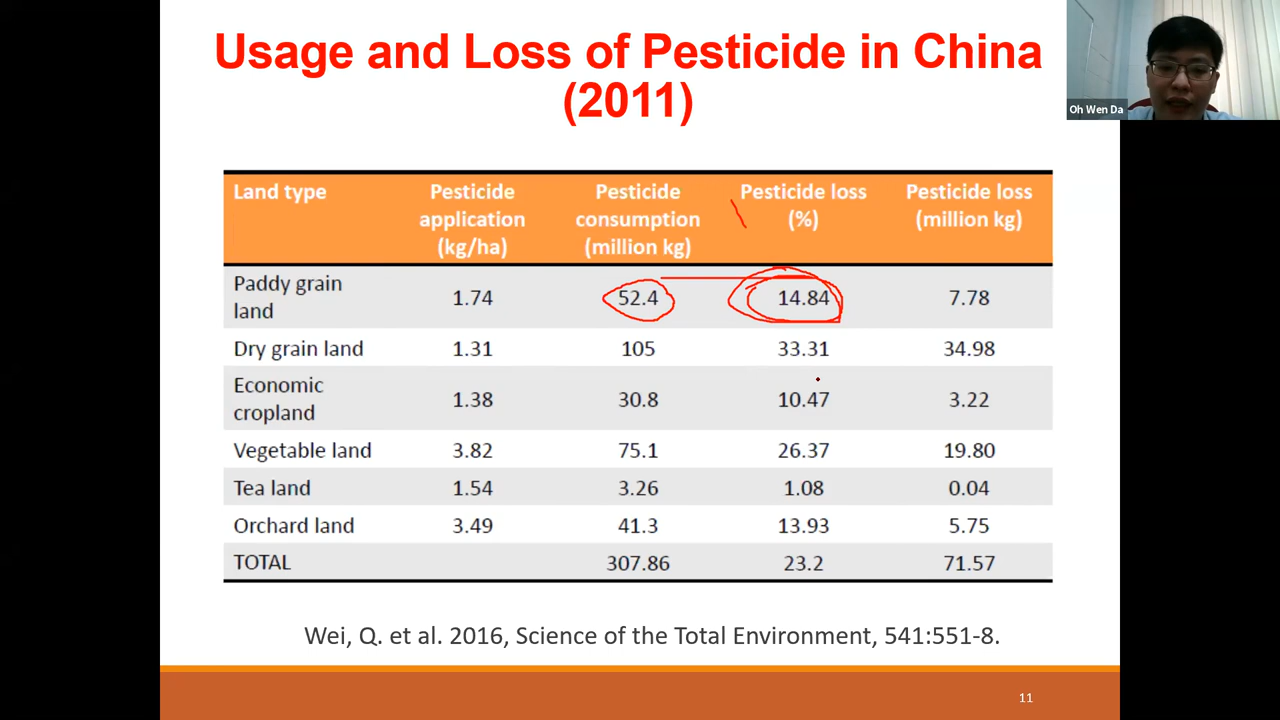 Usage and Loss of Pesticide in China
(2011)
Oh Wen Da
Land type Pesticide application (kg/ha) Pesticide consumption (million kg) Pesticide loss (%) Pesticide loss (million kg)
Paddy grain land 1.74 52.4 14.84 7.78
Dry grain land 1.31 105 33.31 34.98
Economic cropland 1.38 30.8 10.47 3.22
Vegetable land 3.82 75.1 26.37 19.80
Tea land 1.54 3.26 1.08 0.04
Orchard land 3.49 41.3 13.93 5.75
TOTAL 307.86 23.2 71.57
Wei, Q. et al. 2016, Science of the Total Environment, 541:551-8.
11